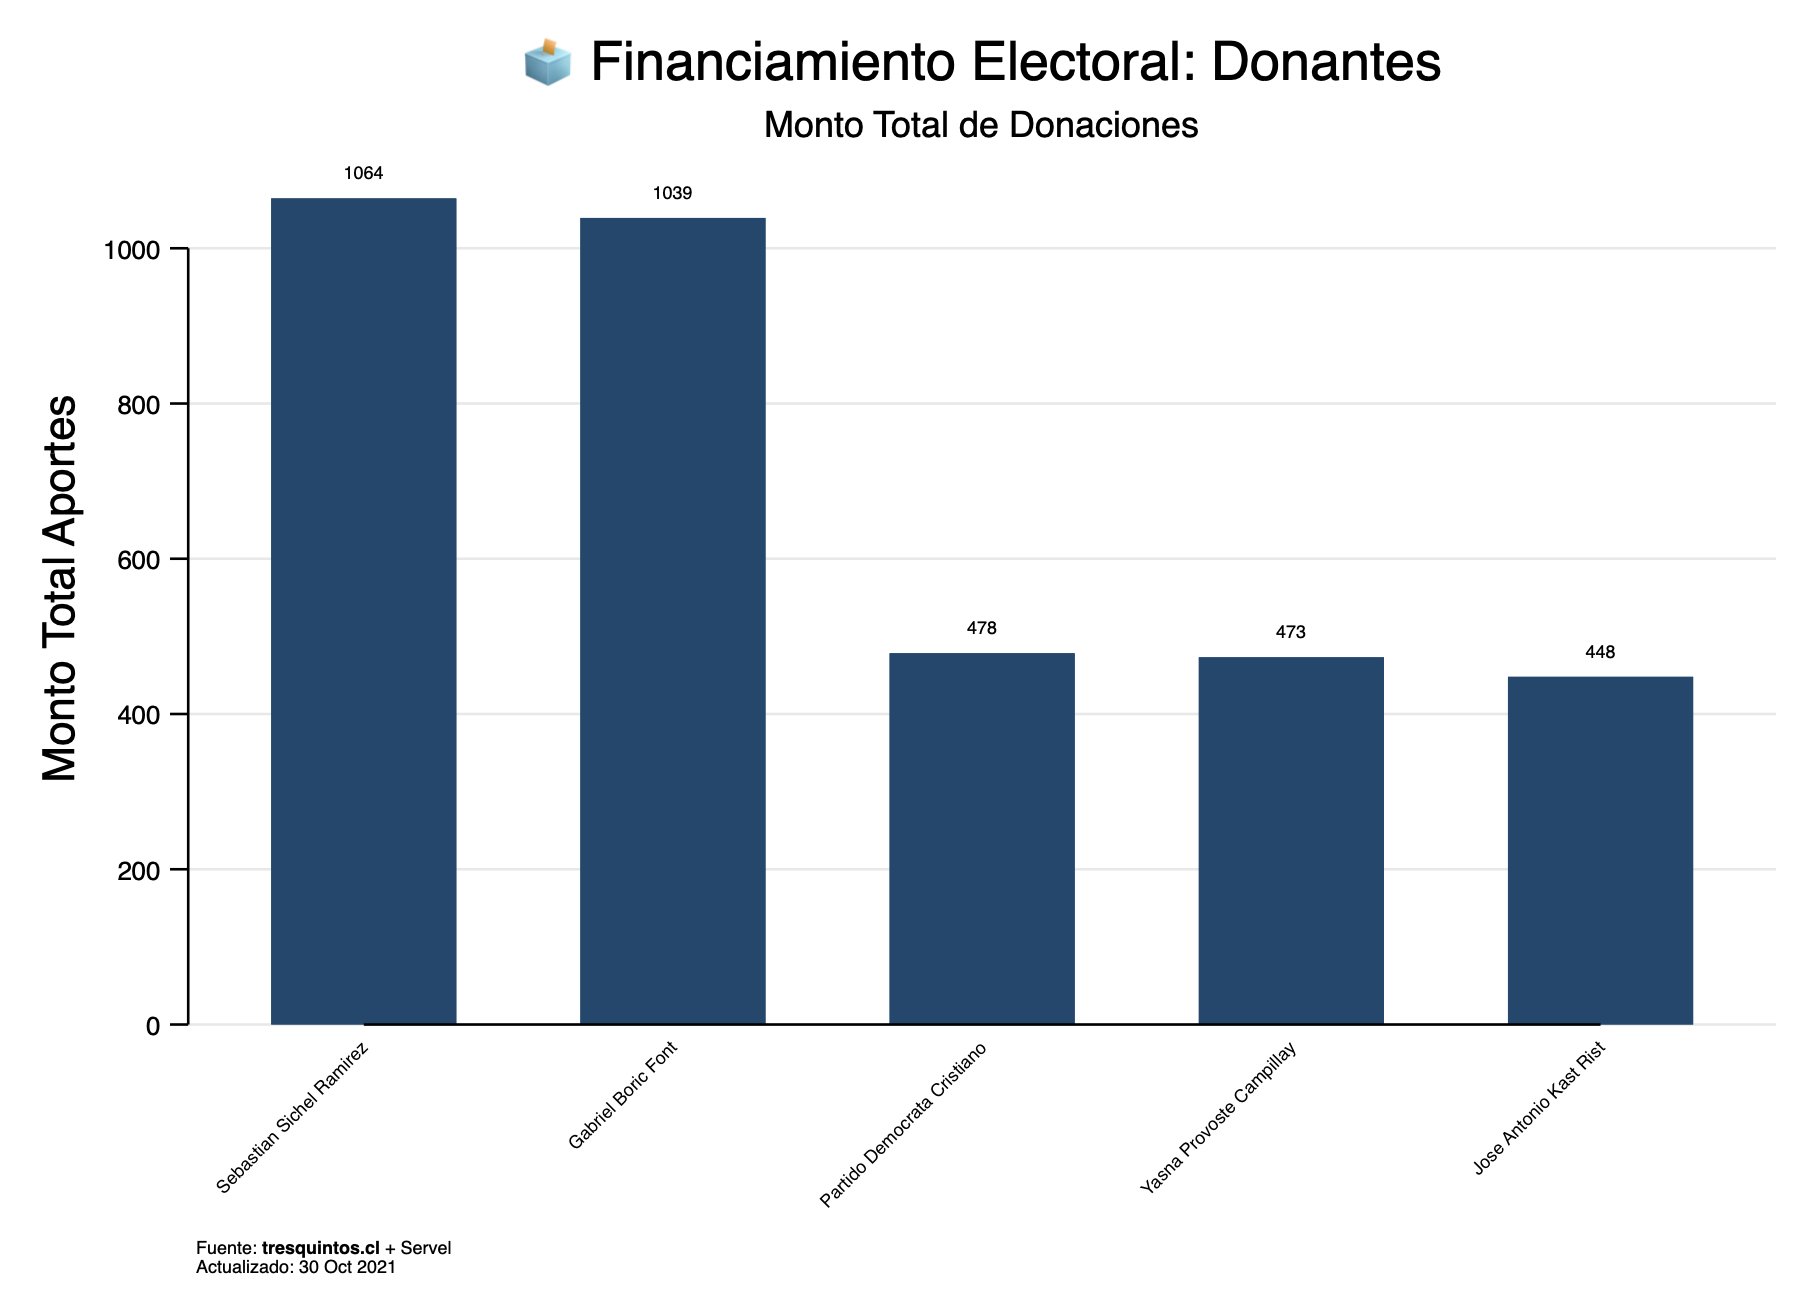 Financiamiento Electoral: Donantes
Monto Total de Donaciones
1064
1039
478
473
448
Monto Total Aportes
1000
800
600
400
200
0
Sebastian Sichel Ramirez
Gabriel Boric Font
Partido Democrata Cristiano
Yasna Provoste Campillay
Jose Antonio Kast Rist
Fuente: tresquintos.cl + Servel
Actualizado: 30 Oct 2021